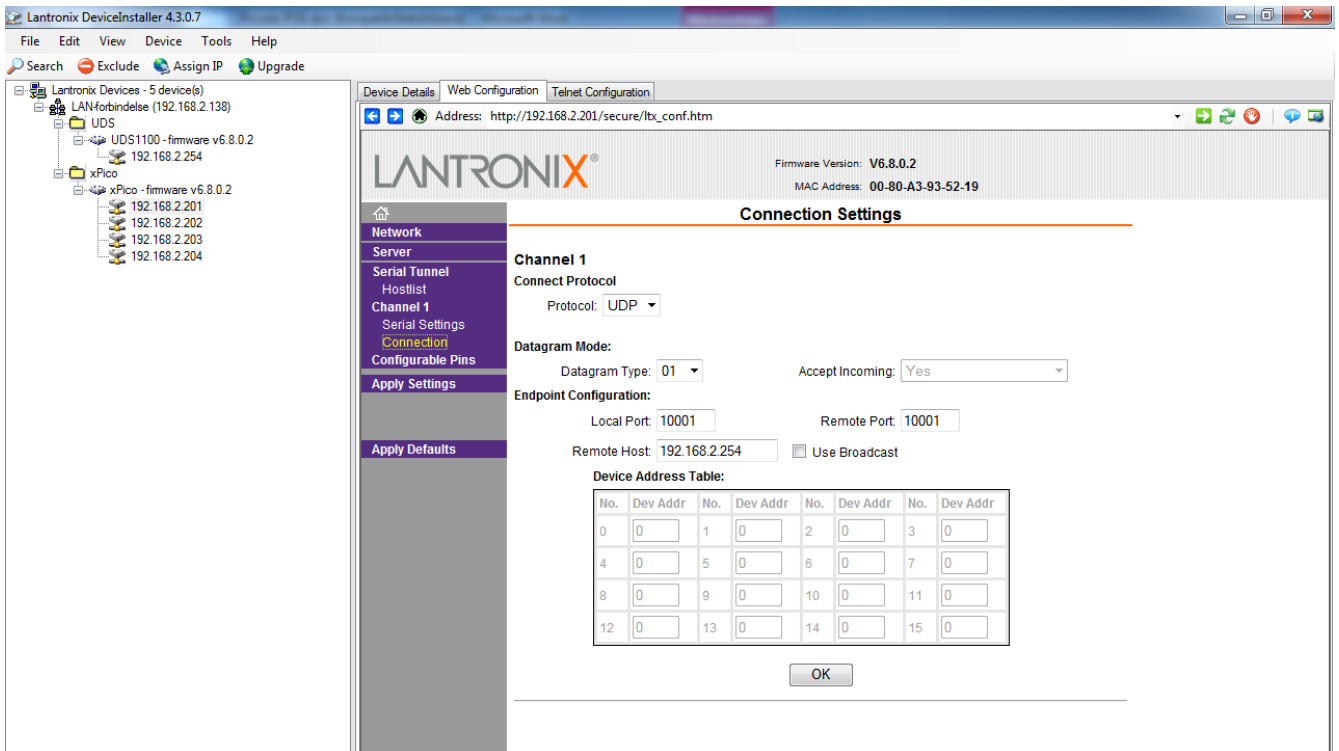 Lantronix DeviceInstaller 4.3.0.7
File Edit View Device Tools Help
Search Exclude Assign IP Upgrade
Lantronix Devices - 5 device(s)
LAN-forbindelse (192.168.2.138)
UDS
UDS1100 - firmware v6.8.0.2
192.168.2.254
xPico
xPico - firmware v6.8.0.2
192.168.2.201
192.168.2.202
192.168.2.203
192.168.2.204
Device Details Web Configuration Telnet Configuration
Address: http://192.168.2.201/secure/ltx_conf.htm
LANTRONIX®
Firmware Version: V6.8.0.2
MAC Address: 00-80-A3-93-52-19
Network
Server
Serial Tunnel
Hostlist
Channel 1
Serial Settings
Connection
Configurable Pins
Apply Settings
Apply Defaults
Connection Settings
Channel 1
Connect Protocol
Protocol: UDP
Datagram Mode:
Datagram Type: 01 Accept Incoming: Yes
Endpoint Configuration:
Local Port: 10001 Remote Port: 10001
Remote Host: 192.168.2.254 Use Broadcast
Device Address Table:
No. Dev Addr No. Dev Addr No. Dev Addr No. Dev Addr
0 0 1 0 2 0 3 0
4 0 5 0 6 0 7 0
8 0 9 0 10 0 11 0
12 0 13 0 14 0 15 0
OK